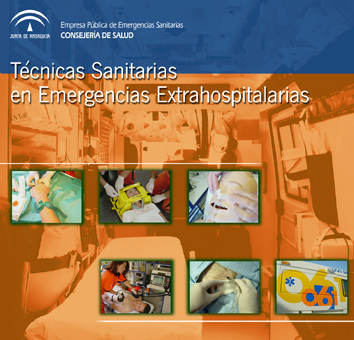 JUNTA DE ANDALUCIA
Empresa Pública de Emergencias Sanitarias
CONSEJERÍA DE SALUD
Técnicas Sanitarias
en Emergencias Extrahospitalarias
061